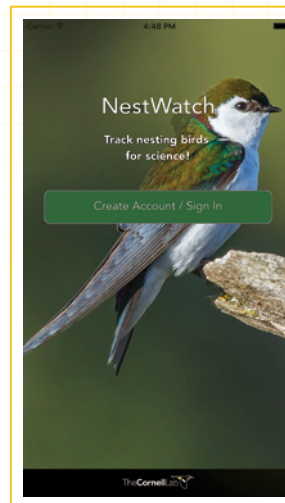 Carrier
4:48 PM
NestWatch
Track nesting birds
for science!
Create Account / Sign In
TheCornellLab